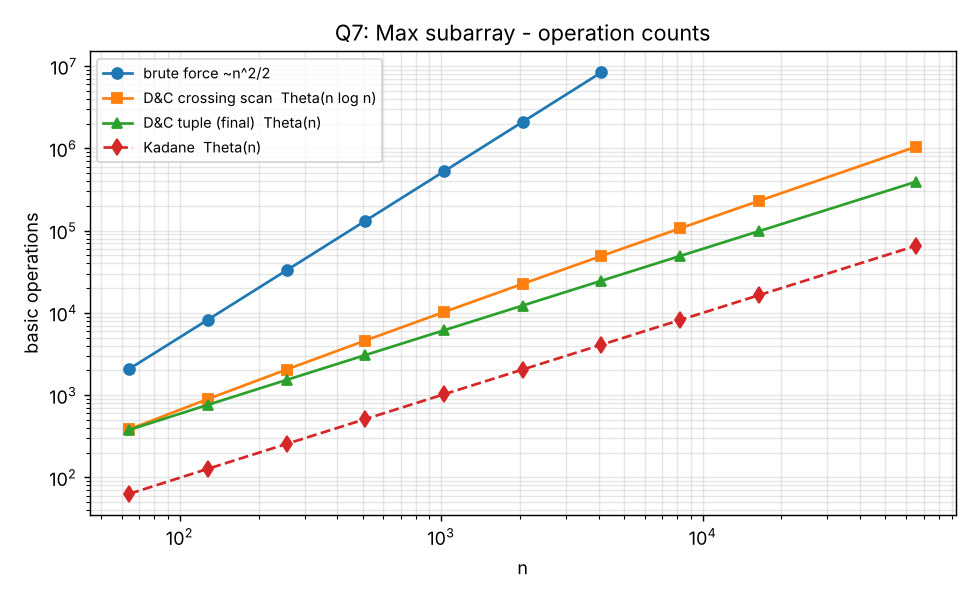 Q7: Max subarray - operation counts
brute force ~n^2/2
D&C crossing scan  Theta(n log n)
D&C tuple (final)  Theta(n)
Kadane  Theta(n)
basic operations
10^7
10^6
10^5
10^4
10^3
10^2
10^2
10^3
10^4
n